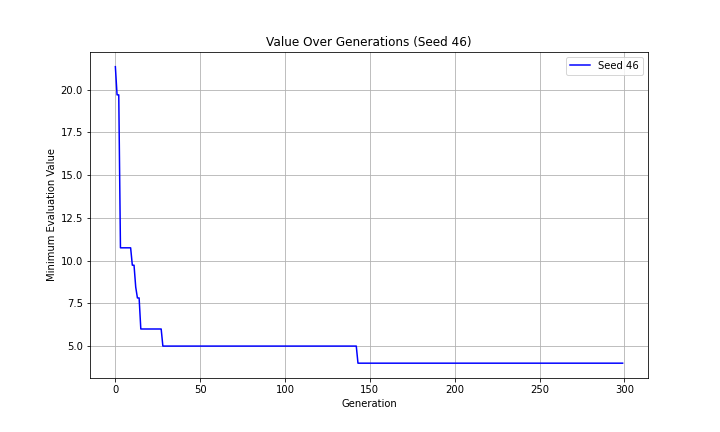 Value Over Generations (Seed 46)
Seed 46
20.0
17.5
15.0
12.5
10.0
7.5
5.0
Minimum Evaluation Value
0 50 100 150 200 250 300
Generation